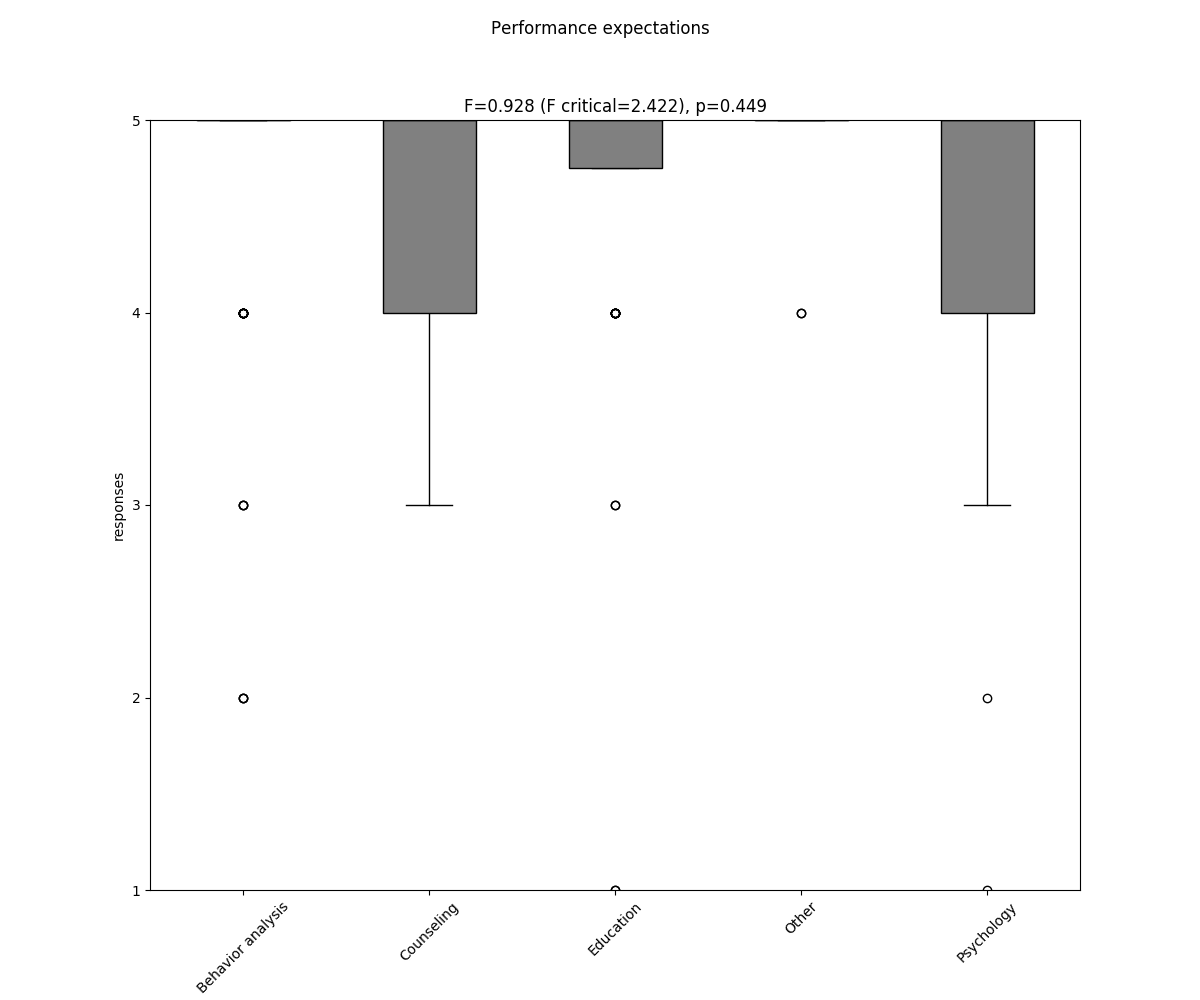 Performance expectations
F=0.928 (F critical=2.422), p=0.449
5
4
3
2
1
responses
Behavior analysis
Counseling
Education
Other
Psychology